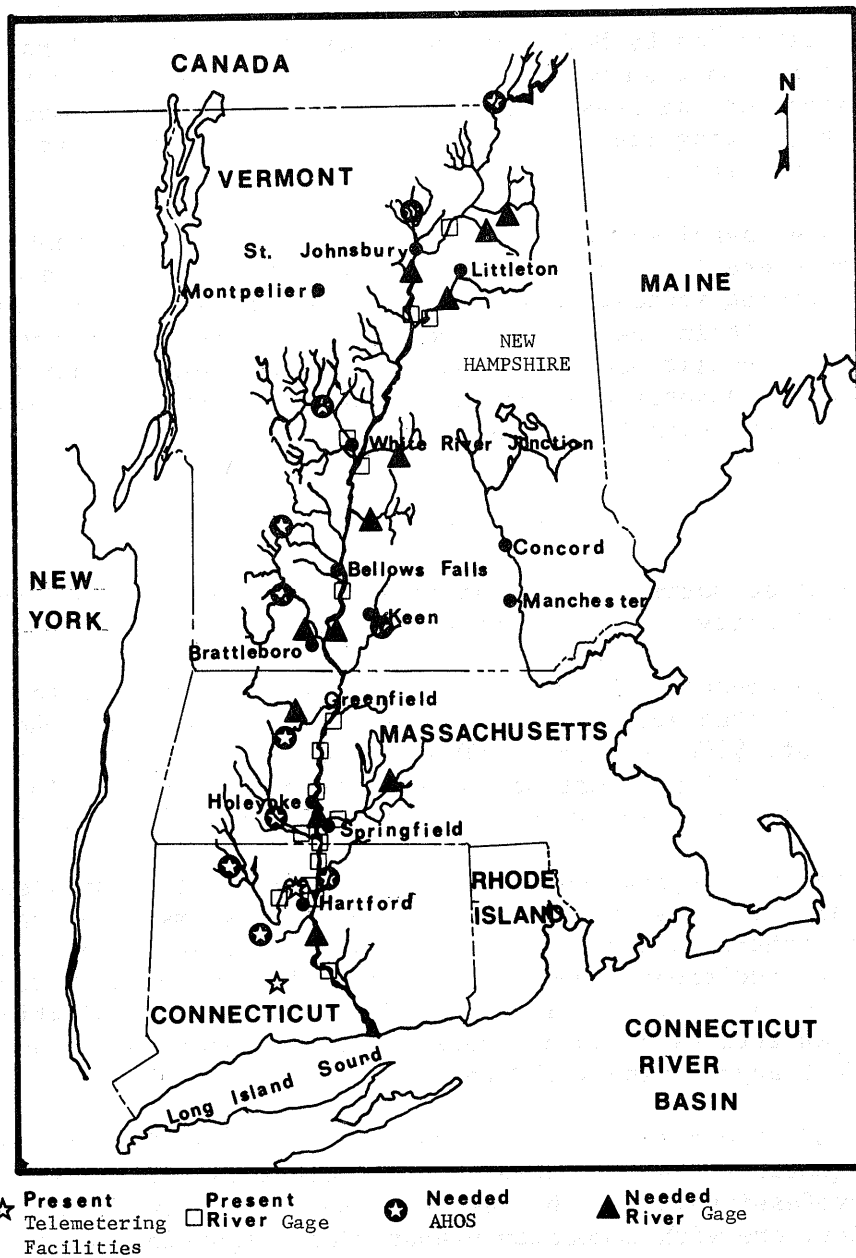 CANADA
N
VERMONT
St. Johnsbury
Littleton
Montpelier
MAINE
NEW
HAMPSHIRE
White River Junction
Concord
Bellows Falls
NEW
YORK
Manchester
Keen
Brattleboro
Greenfield
MASSACHUSETTS
Holeyoke
Springfield
RHODE
ISLAND
Hartford
CONNECTICUT
CONNECTICUT
RIVER
BASIN
Long Island Sound
Present
Telemetering
Facilities
Present
River Gage
Needed
AHOS
Needed
River Gage